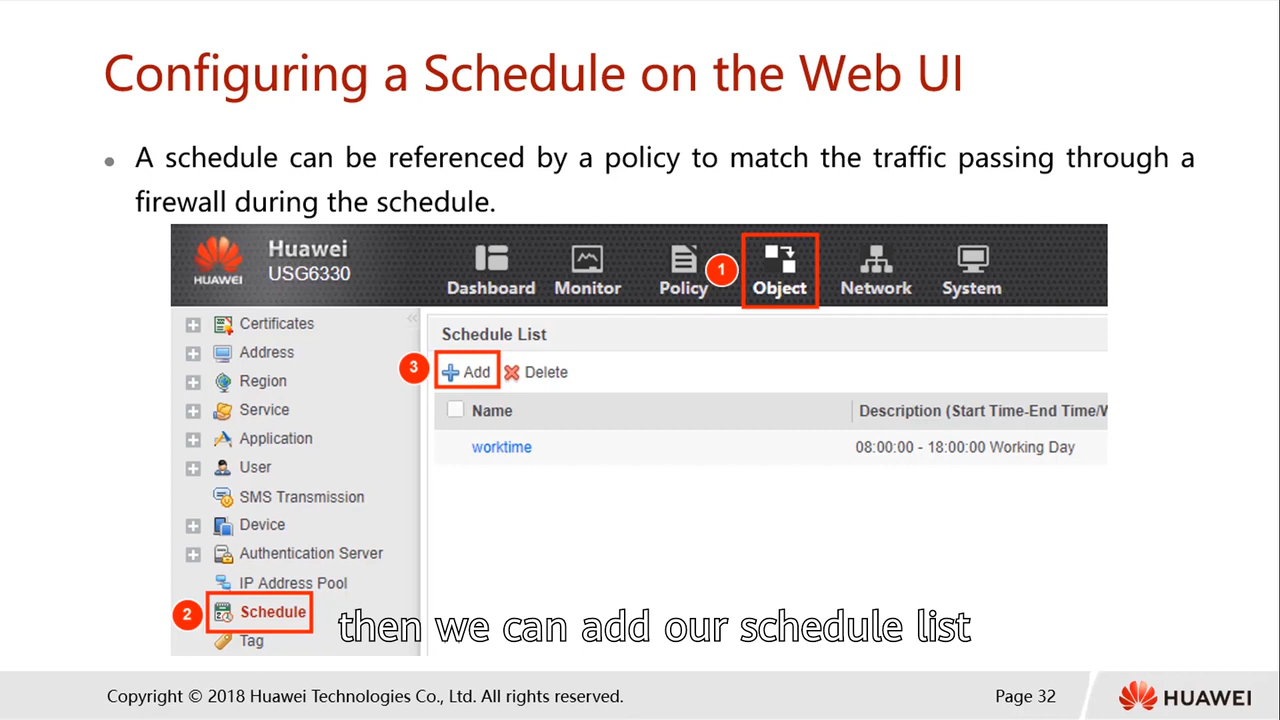 Configuring a Schedule on the Web UI
A schedule can be referenced by a policy to match the traffic passing through a
firewall during the schedule.
HUAWEI
Huawei
USG6330
Dashboard
Monitor
Policy
1
Object
Network
System
Certificates
Address
Region
Service
Application
User
SMS Transmission
Device
Authentication Server
IP Address Pool
2
Schedule
Tag
Schedule List
3
Add
Delete
Name
Description (Start Time-End Time/W
worktime
08:00:00 - 18:00:00 Working Day
then we can add our schedule list
Copyright © 2018 Huawei Technologies Co., Ltd. All rights reserved.
Page 32
HUAWEI